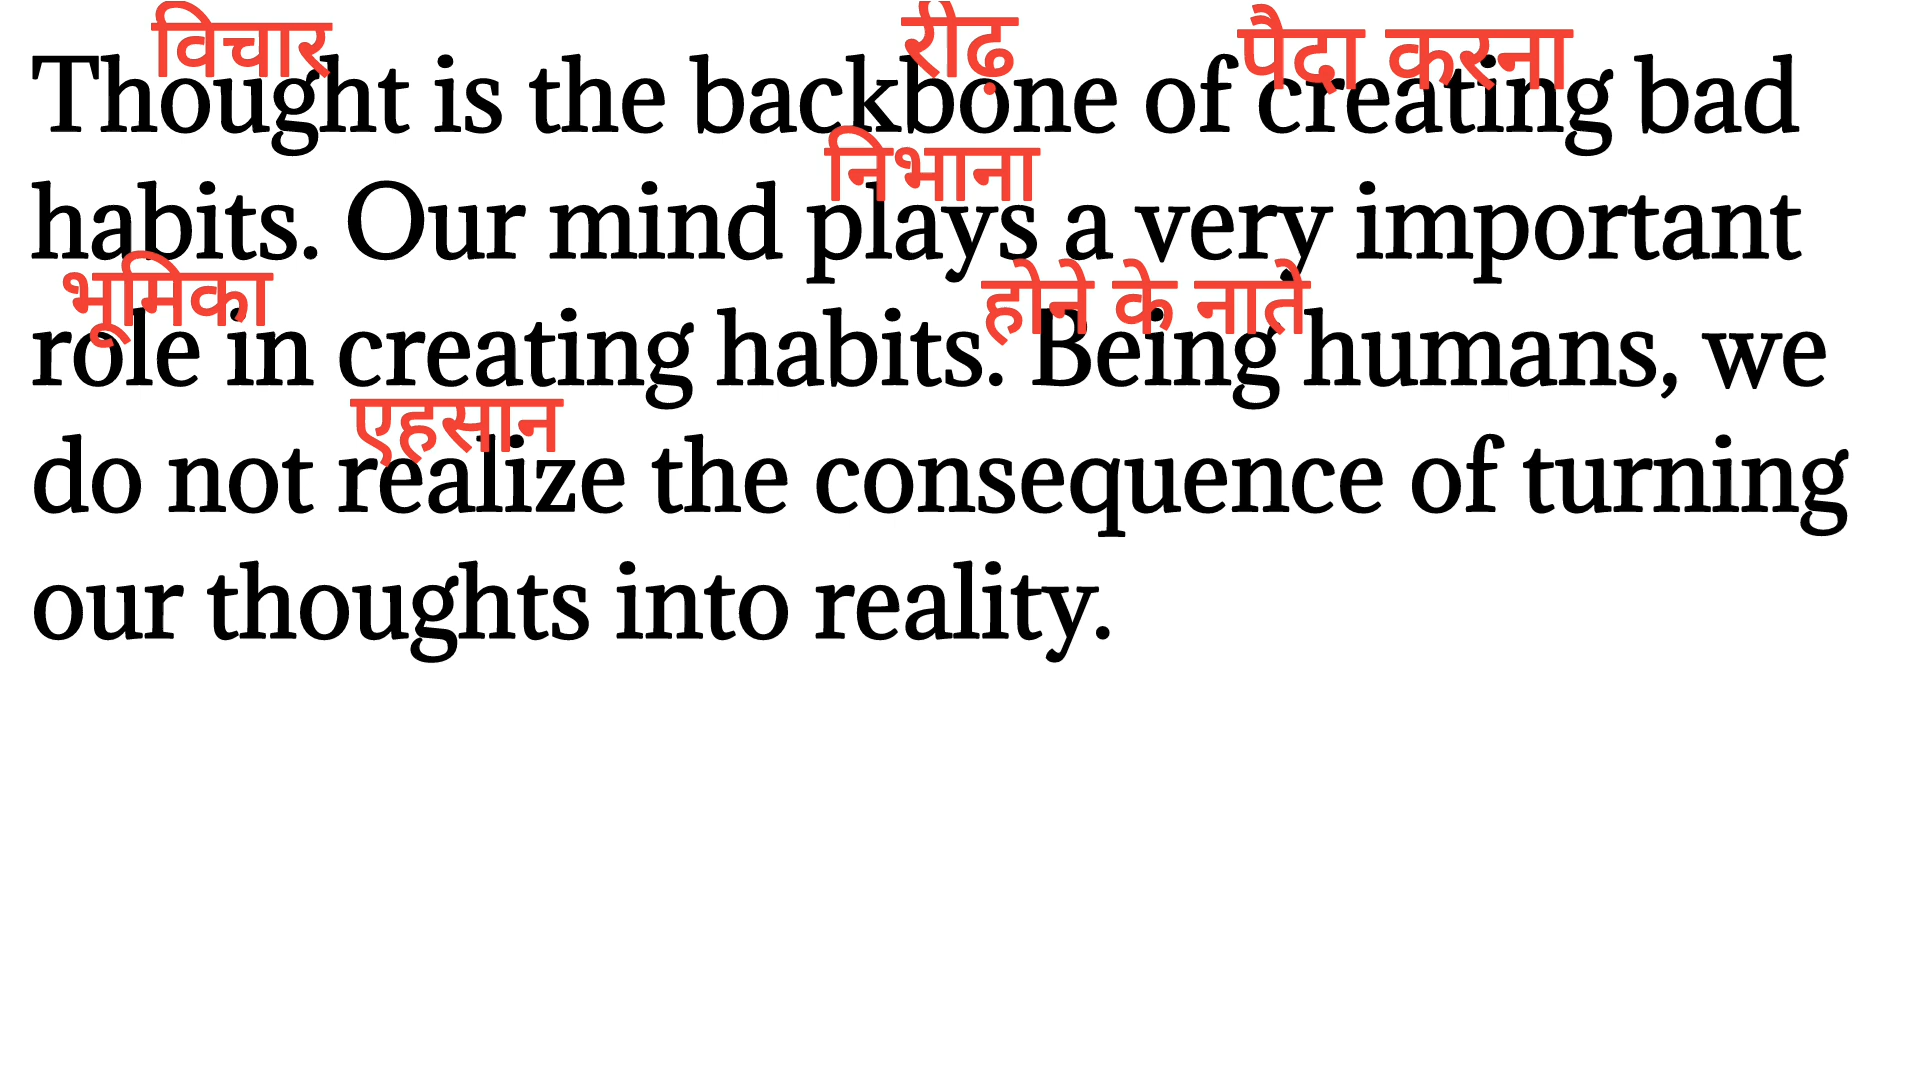 विचार रीढ़ पैदा करना
Thought is the backbone of creating bad
निभाना
habits. Our mind plays a very important
भूमिका होने के नाते
role in creating habits. Being humans, we
एहसान
do not realize the consequence of turning
our thoughts into reality.